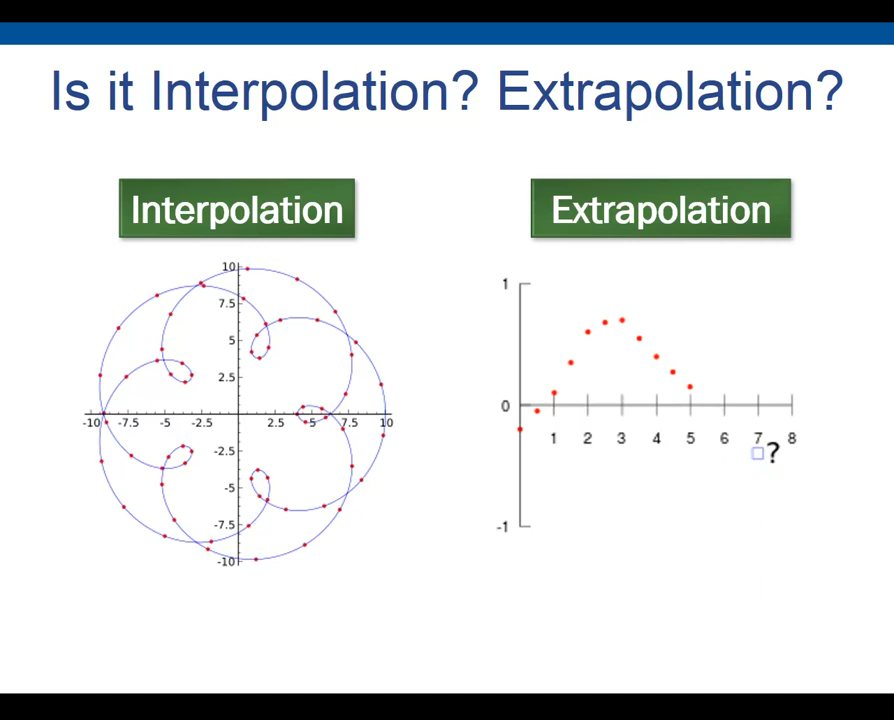 Is it Interpolation? Extrapolation?
Interpolation
Extrapolation
10
7.5
5
2.5
-10 -7.5 -5 -2.5 2.5 5 7.5 10
-2.5
-5
-7.5
-10
1
0
1 2 3 4 5 6 7 8
?
-1